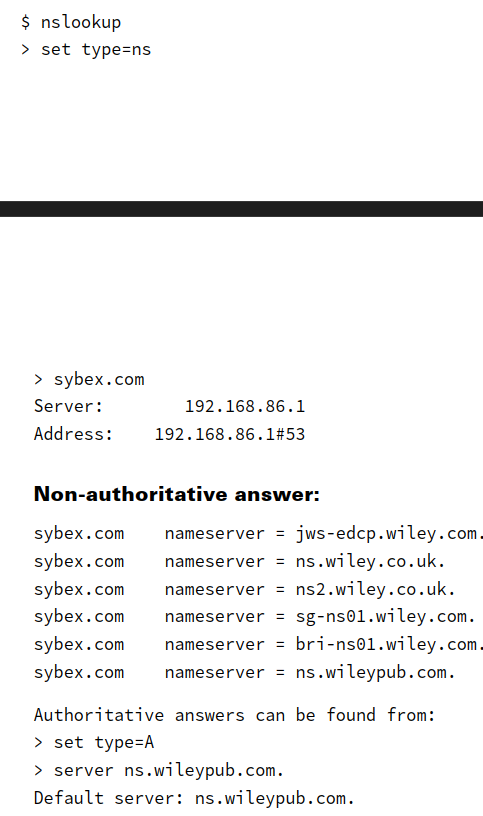 $ nslookup
> set type=ns
> sybex.com
Server:        192.168.86.1
Address:    192.168.86.1#53
Non-authoritative answer:
sybex.com    nameserver = jws-edcp.wiley.com.
sybex.com    nameserver = ns.wiley.co.uk.
sybex.com    nameserver = ns2.wiley.co.uk.
sybex.com    nameserver = sg-ns01.wiley.com.
sybex.com    nameserver = bri-ns01.wiley.com.
sybex.com    nameserver = ns.wileypub.com.
Authoritative answers can be found from:
> set type=A
> server ns.wileypub.com.
Default server: ns.wileypub.com.